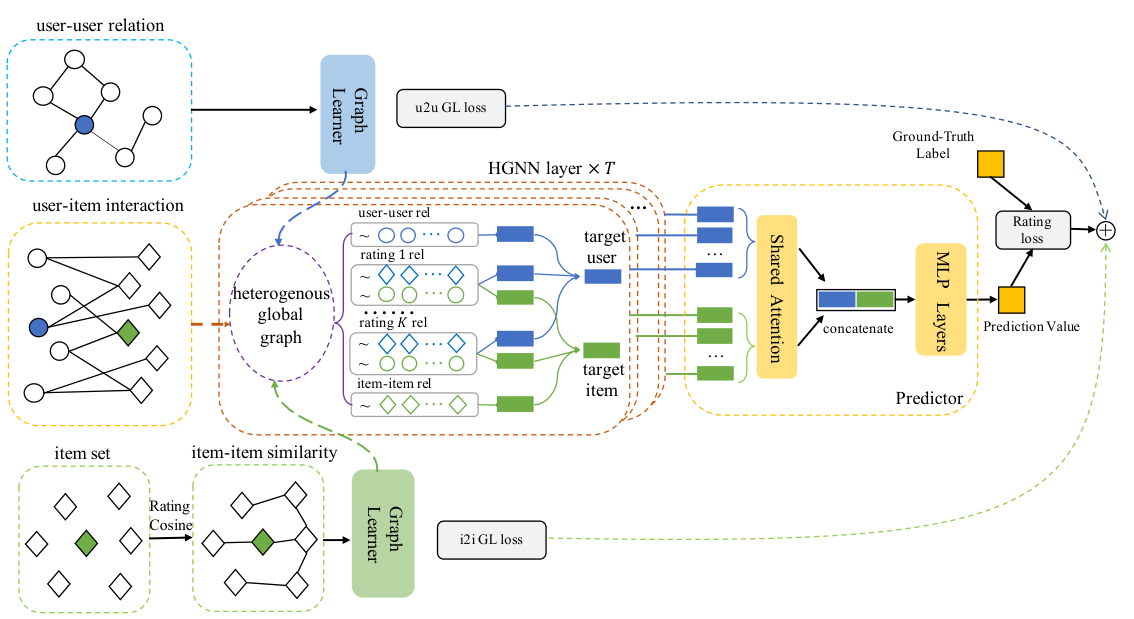 user-user relation
Graph
Learner
u2u GL loss
Ground-Truth
Label
HGNN layer × T
user-item interaction
user-user rel
~ ···
rating 1 rel
~ ···
~ ···
·······
rating K rel
~ ···
~ ···
item-item rel
~ ···
heterogenous
global
graph
target
user
target
item
···
···
···
Shared Attention
concatenate
MLP Layers
Predictor
Rating
loss
Prediction Value
item set
item-item similarity
Rating
Cosine
Graph
Learner
i2i GL loss